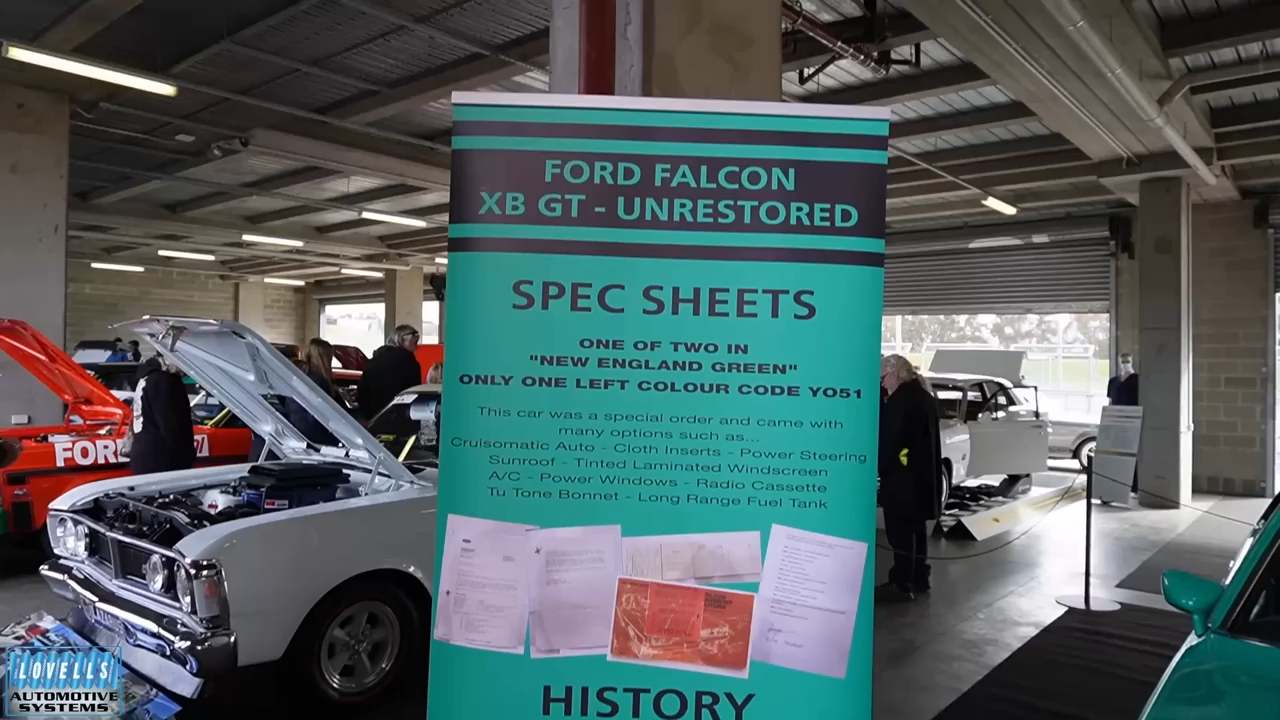 FORD FALCON
XB GT - UNRESTORED
SPEC SHEETS
ONE OF TWO IN
"NEW ENGLAND GREEN"
ONLY ONE LEFT COLOUR CODE YO51
This car was a special order and came with
many options such as...
Cruisomatic Auto - Cloth Inserts - Power Steering
Sunroof - Tinted Laminated Windscreen
A/C - Power Windows - Radio Cassette
Tu Tone Bonnet - Long Range Fuel Tank
HISTORY
FORD
LOVELLS
AUTOMOTIVE
SYSTEMS